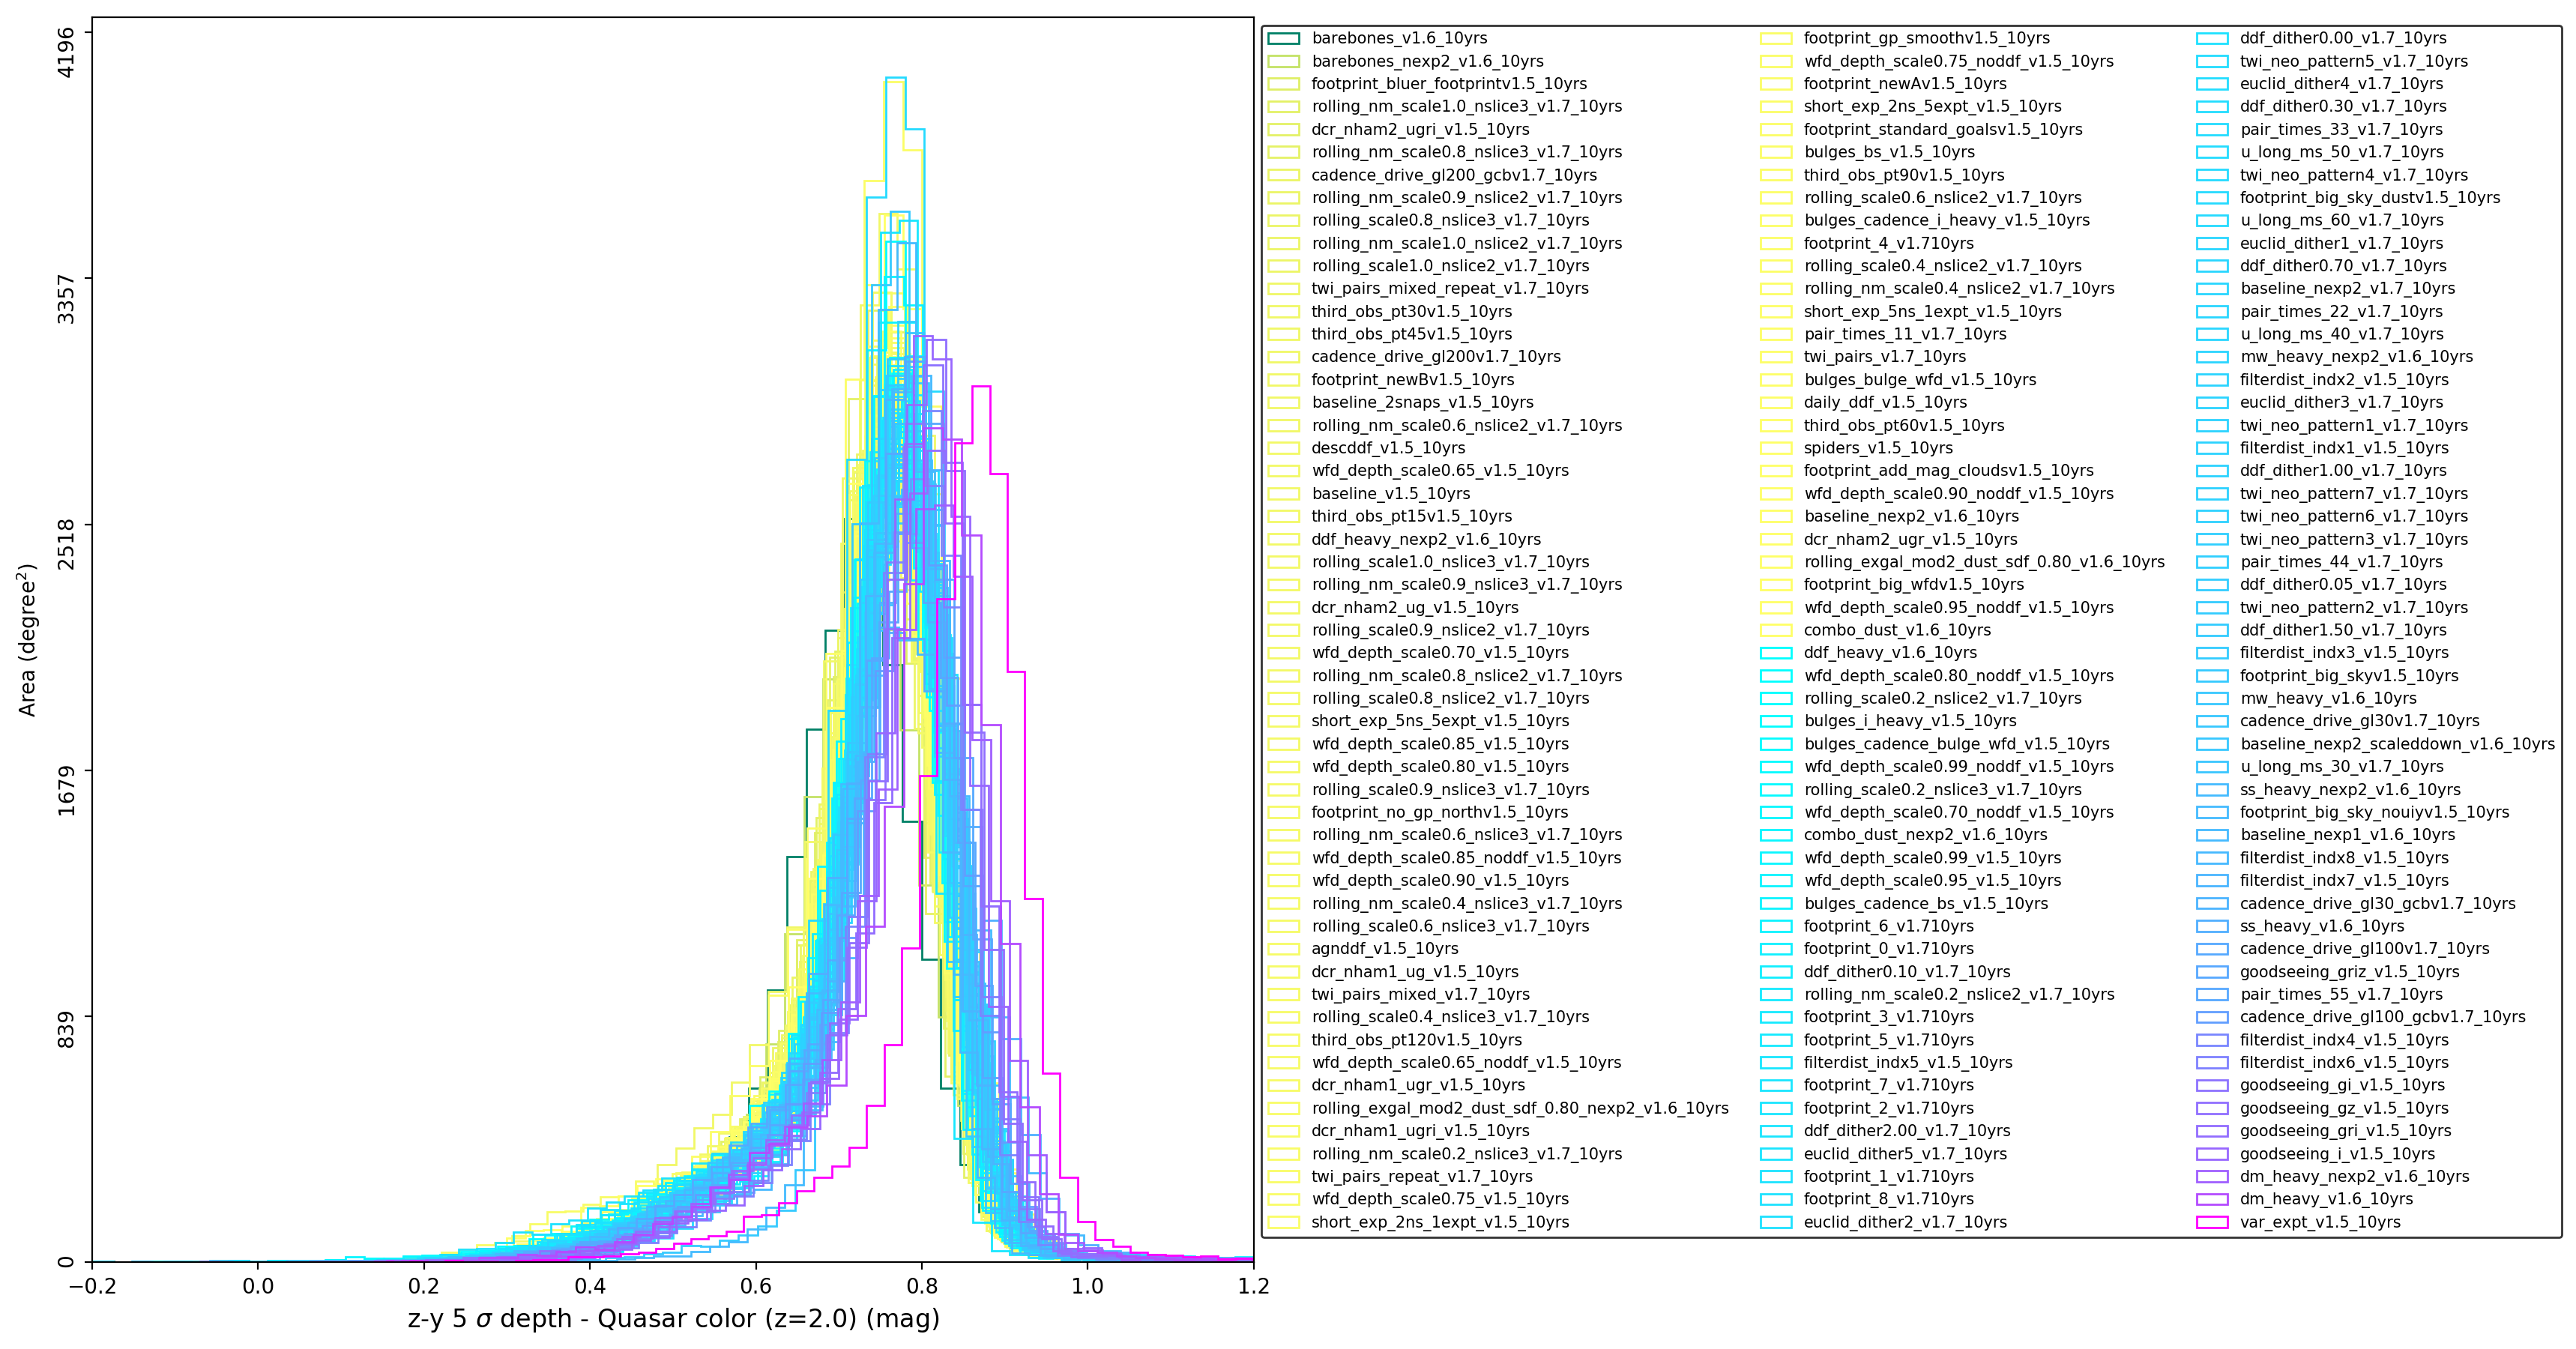 4196
3357
2518
1679
839
0
Area (degree²)
−0.2 0.0 0.2 0.4 0.6 0.8 1.0 1.2
z-y 5 σ depth - Quasar color (z=2.0) (mag)
barebones_v1.6_10yrs
barebones_nexp2_v1.6_10yrs
footprint_bluer_footprintv1.5_10yrs
rolling_nm_scale1.0_nslice3_v1.7_10yrs
dcr_nham2_ugri_v1.5_10yrs
rolling_nm_scale0.8_nslice3_v1.7_10yrs
cadence_drive_gl200_gcbv1.7_10yrs
rolling_nm_scale0.9_nslice2_v1.7_10yrs
rolling_scale0.8_nslice3_v1.7_10yrs
rolling_nm_scale1.0_nslice2_v1.7_10yrs
rolling_scale1.0_nslice2_v1.7_10yrs
twi_pairs_mixed_repeat_v1.7_10yrs
third_obs_pt30v1.5_10yrs
third_obs_pt45v1.5_10yrs
cadence_drive_gl200v1.7_10yrs
footprint_newBv1.5_10yrs
baseline_2snaps_v1.5_10yrs
rolling_nm_scale0.6_nslice2_v1.7_10yrs
descddf_v1.5_10yrs
wfd_depth_scale0.65_v1.5_10yrs
baseline_v1.5_10yrs
third_obs_pt15v1.5_10yrs
ddf_heavy_nexp2_v1.6_10yrs
rolling_scale1.0_nslice3_v1.7_10yrs
rolling_nm_scale0.9_nslice3_v1.7_10yrs
dcr_nham2_ug_v1.5_10yrs
rolling_scale0.9_nslice2_v1.7_10yrs
wfd_depth_scale0.70_v1.5_10yrs
rolling_nm_scale0.8_nslice2_v1.7_10yrs
rolling_scale0.8_nslice2_v1.7_10yrs
short_exp_5ns_5expt_v1.5_10yrs
wfd_depth_scale0.85_v1.5_10yrs
wfd_depth_scale0.80_v1.5_10yrs
rolling_scale0.9_nslice3_v1.7_10yrs
footprint_no_gp_northv1.5_10yrs
rolling_nm_scale0.6_nslice3_v1.7_10yrs
wfd_depth_scale0.85_noddf_v1.5_10yrs
wfd_depth_scale0.90_v1.5_10yrs
rolling_nm_scale0.4_nslice3_v1.7_10yrs
rolling_scale0.6_nslice3_v1.7_10yrs
agnddf_v1.5_10yrs
dcr_nham1_ug_v1.5_10yrs
twi_pairs_mixed_v1.7_10yrs
rolling_scale0.4_nslice3_v1.7_10yrs
third_obs_pt120v1.5_10yrs
wfd_depth_scale0.65_noddf_v1.5_10yrs
dcr_nham1_ugr_v1.5_10yrs
rolling_exgal_mod2_dust_sdf_0.80_nexp2_v1.6_10yrs
dcr_nham1_ugri_v1.5_10yrs
rolling_nm_scale0.2_nslice3_v1.7_10yrs
twi_pairs_repeat_v1.7_10yrs
wfd_depth_scale0.75_v1.5_10yrs
short_exp_2ns_1expt_v1.5_10yrs
footprint_gp_smoothv1.5_10yrs
wfd_depth_scale0.75_noddf_v1.5_10yrs
footprint_newAv1.5_10yrs
short_exp_2ns_5expt_v1.5_10yrs
footprint_standard_goalsv1.5_10yrs
bulges_bs_v1.5_10yrs
third_obs_pt90v1.5_10yrs
rolling_scale0.6_nslice2_v1.7_10yrs
bulges_cadence_i_heavy_v1.5_10yrs
footprint_4_v1.710yrs
rolling_scale0.4_nslice2_v1.7_10yrs
rolling_nm_scale0.4_nslice2_v1.7_10yrs
short_exp_5ns_1expt_v1.5_10yrs
pair_times_11_v1.7_10yrs
twi_pairs_v1.7_10yrs
bulges_bulge_wfd_v1.5_10yrs
daily_ddf_v1.5_10yrs
third_obs_pt60v1.5_10yrs
spiders_v1.5_10yrs
footprint_add_mag_cloudsv1.5_10yrs
wfd_depth_scale0.90_noddf_v1.5_10yrs
baseline_nexp2_v1.6_10yrs
dcr_nham2_ugr_v1.5_10yrs
rolling_exgal_mod2_dust_sdf_0.80_v1.6_10yrs
footprint_big_wfdv1.5_10yrs
wfd_depth_scale0.95_noddf_v1.5_10yrs
combo_dust_v1.6_10yrs
ddf_heavy_v1.6_10yrs
wfd_depth_scale0.80_noddf_v1.5_10yrs
rolling_scale0.2_nslice2_v1.7_10yrs
bulges_i_heavy_v1.5_10yrs
bulges_cadence_bulge_wfd_v1.5_10yrs
wfd_depth_scale0.99_noddf_v1.5_10yrs
rolling_scale0.2_nslice3_v1.7_10yrs
wfd_depth_scale0.70_noddf_v1.5_10yrs
combo_dust_nexp2_v1.6_10yrs
wfd_depth_scale0.99_v1.5_10yrs
wfd_depth_scale0.95_v1.5_10yrs
bulges_cadence_bs_v1.5_10yrs
footprint_6_v1.710yrs
footprint_0_v1.710yrs
ddf_dither0.10_v1.7_10yrs
rolling_nm_scale0.2_nslice2_v1.7_10yrs
footprint_3_v1.710yrs
footprint_5_v1.710yrs
filterdist_indx5_v1.5_10yrs
footprint_7_v1.710yrs
footprint_2_v1.710yrs
ddf_dither2.00_v1.7_10yrs
euclid_dither5_v1.7_10yrs
footprint_1_v1.710yrs
footprint_8_v1.710yrs
euclid_dither2_v1.7_10yrs
ddf_dither0.00_v1.7_10yrs
twi_neo_pattern5_v1.7_10yrs
euclid_dither4_v1.7_10yrs
ddf_dither0.30_v1.7_10yrs
pair_times_33_v1.7_10yrs
u_long_ms_50_v1.7_10yrs
twi_neo_pattern4_v1.7_10yrs
footprint_big_sky_dustv1.5_10yrs
u_long_ms_60_v1.7_10yrs
euclid_dither1_v1.7_10yrs
ddf_dither0.70_v1.7_10yrs
baseline_nexp2_v1.7_10yrs
pair_times_22_v1.7_10yrs
u_long_ms_40_v1.7_10yrs
mw_heavy_nexp2_v1.6_10yrs
filterdist_indx2_v1.5_10yrs
euclid_dither3_v1.7_10yrs
twi_neo_pattern1_v1.7_10yrs
filterdist_indx1_v1.5_10yrs
ddf_dither1.00_v1.7_10yrs
twi_neo_pattern7_v1.7_10yrs
twi_neo_pattern6_v1.7_10yrs
twi_neo_pattern3_v1.7_10yrs
pair_times_44_v1.7_10yrs
ddf_dither0.05_v1.7_10yrs
twi_neo_pattern2_v1.7_10yrs
ddf_dither1.50_v1.7_10yrs
filterdist_indx3_v1.5_10yrs
footprint_big_skyv1.5_10yrs
mw_heavy_v1.6_10yrs
cadence_drive_gl30v1.7_10yrs
baseline_nexp2_scaleddown_v1.6_10yrs
u_long_ms_30_v1.7_10yrs
ss_heavy_nexp2_v1.6_10yrs
footprint_big_sky_nouiyv1.5_10yrs
baseline_nexp1_v1.6_10yrs
filterdist_indx8_v1.5_10yrs
filterdist_indx7_v1.5_10yrs
cadence_drive_gl30_gcbv1.7_10yrs
ss_heavy_v1.6_10yrs
cadence_drive_gl100v1.7_10yrs
goodseeing_griz_v1.5_10yrs
pair_times_55_v1.7_10yrs
cadence_drive_gl100_gcbv1.7_10yrs
filterdist_indx4_v1.5_10yrs
filterdist_indx6_v1.5_10yrs
goodseeing_gi_v1.5_10yrs
goodseeing_gz_v1.5_10yrs
goodseeing_gri_v1.5_10yrs
goodseeing_i_v1.5_10yrs
dm_heavy_nexp2_v1.6_10yrs
dm_heavy_v1.6_10yrs
var_expt_v1.5_10yrs